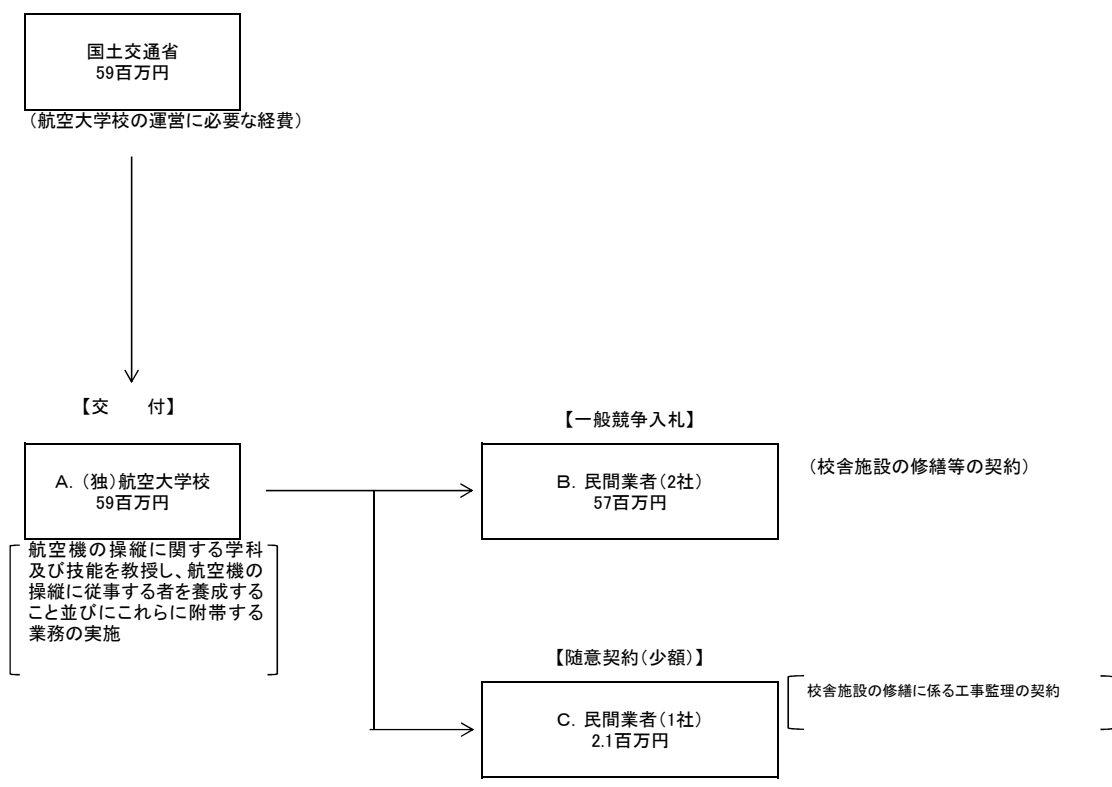 国土交通省
59百万円
（航空大学校の運営に必要な経費）
【交　　付】
A．（独）航空大学校
59百万円
航空機の操縦に関する学科
及び技能を教授し、航空機の
操縦に従事する者を養成する
こと並びにこれらに附帯する
業務の実施
【一般競争入札】
B．民間業者（2社）
57百万円
（校舎施設の修繕等の契約）
【随意契約（少額）】
C．民間業者（1社）
2.1百万円
校舎施設の修繕に係る工事監理の契約